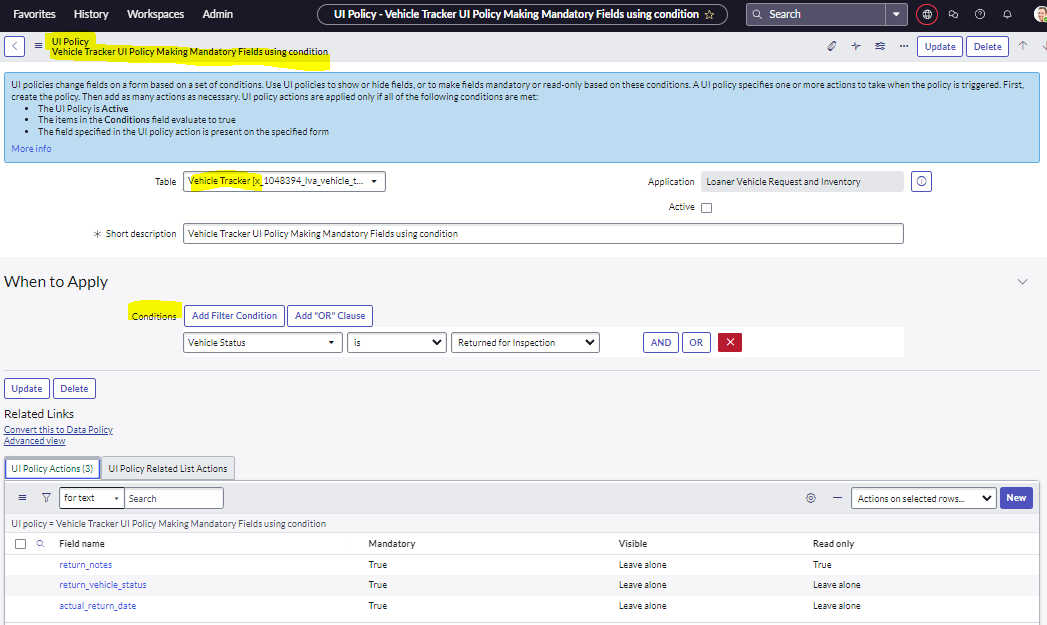 Favorites History Workspaces Admin UI Policy - Vehicle Tracker UI Policy Making Mandatory Fields using condition Search
UI Policy
Vehicle Tracker UI Policy Making Mandatory Fields using condition
Update Delete
UI policies change fields on a form based on a set of conditions. Use UI policies to show or hide fields, or to make fields mandatory or read-only based on these conditions. A UI policy specifies one or more actions to take when the policy is triggered. First,
create the policy. Then add as many actions as necessary. UI policy actions are applied only if all of the following conditions are met:
• The UI Policy is Active
• The items in the Conditions field evaluate to true
• The field specified in the UI policy action is present on the specified form
More info
Table Vehicle Tracker [x_1048394_lva_vehicle_t... Application Loaner Vehicle Request and Inventory
Active
Short description Vehicle Tracker UI Policy Making Mandatory Fields using condition
When to Apply
Conditions Add Filter Condition Add "OR" Clause
Vehicle Status is Returned for Inspection AND OR
Update Delete
Related Links
Convert this to Data Policy
Advanced view
UI Policy Actions (3) UI Policy Related List Actions
for text Search Actions on selected rows... New
UI policy = Vehicle Tracker UI Policy Making Mandatory Fields using condition
Field name Mandatory Visible Read only
return_notes True Leave alone True
return_vehicle_status True Leave alone Leave alone
actual_return_date True Leave alone Leave alone